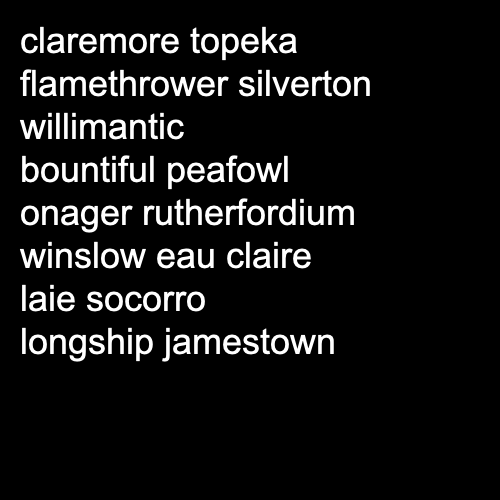 claremore topeka
flamethrower silverton
willimantic
bountiful peafowl
onager rutherfordium
winslow eau claire
laie socorro
longship jamestown